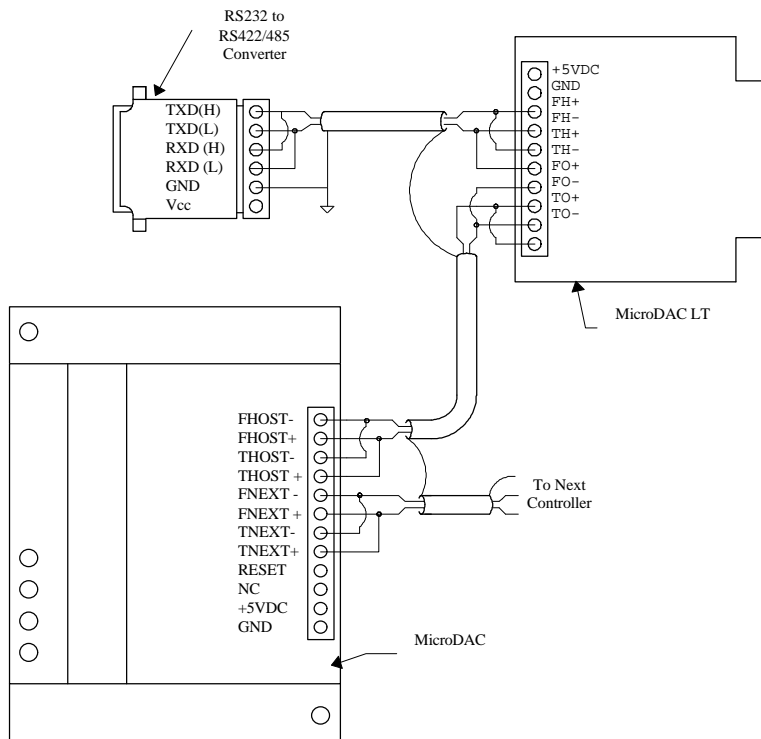 RS232 to
RS422/485
Converter
TXD(H)
TXD(L)
RXD (H)
RXD (L)
GND
Vcc
+5VDC
GND
FH+
FH-
TH+
TH-
FO+
FO-
TO+
TO-
MicroDAC LT
FHOST-
FHOST+
THOST-
THOST +
FNEXT -
FNEXT +
TNEXT-
TNEXT+
RESET
NC
+5VDC
GND
To Next
Controller
MicroDAC